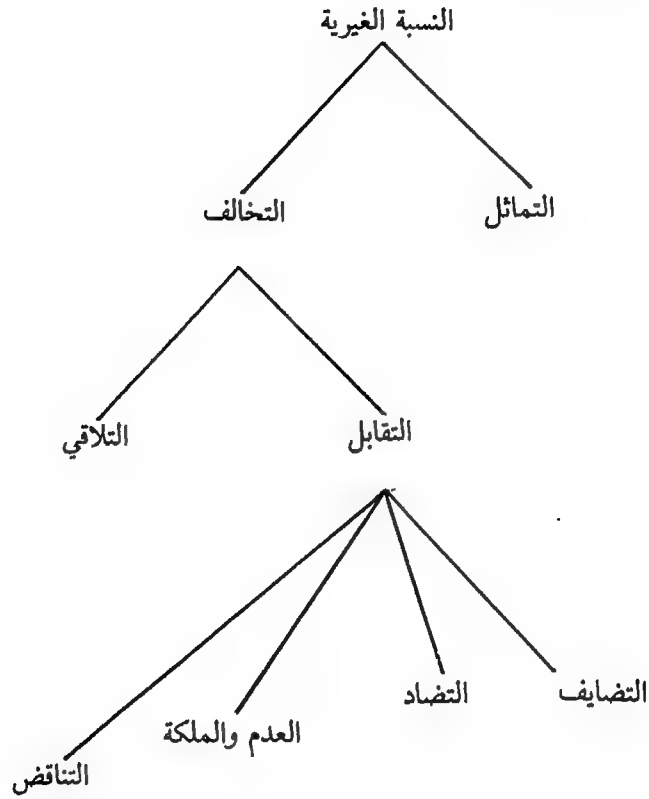 النسبة الغيرية
التماثل
التخالف
التقابل
التلاقي
التضايف
التضاد
العدم والملكة
التناقض